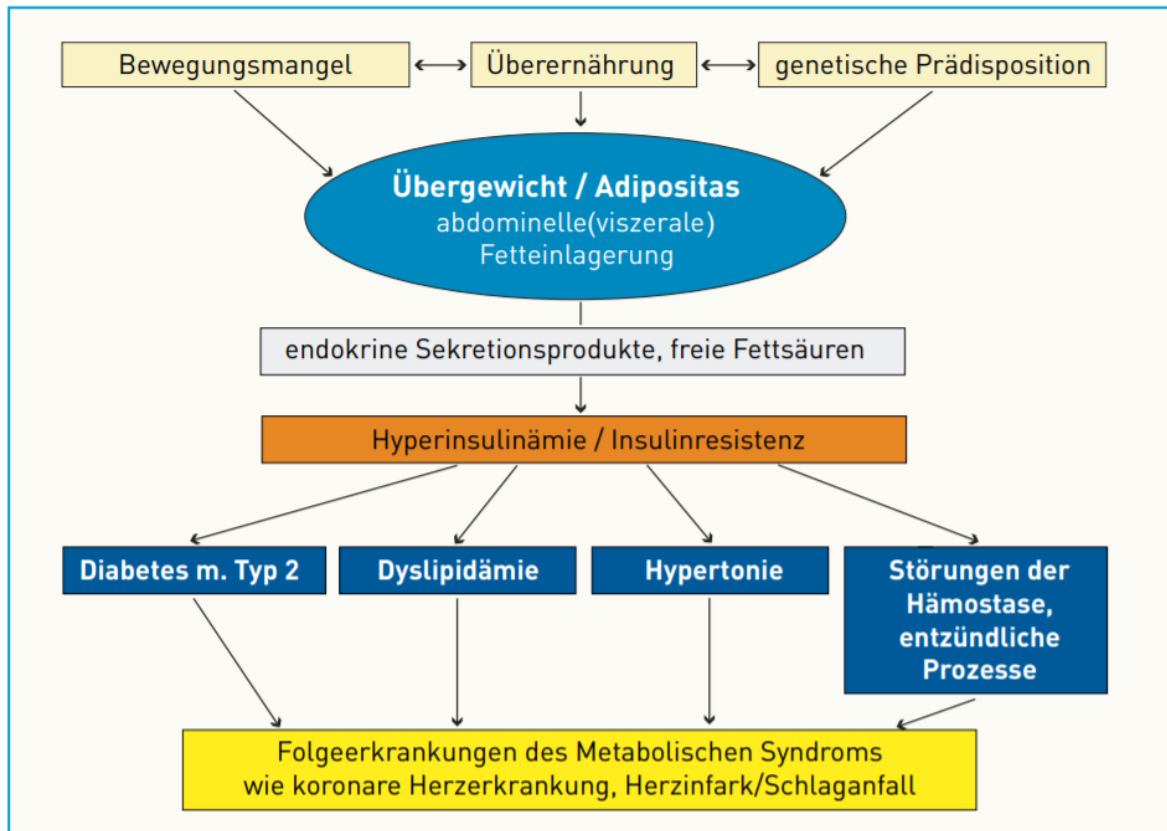 Bewegungsmangel
Überernährung
genetische Prädisposition
Übergewicht / Adipositas
abdominelle(viszerale)
Fetteinlagerung
endokrine Sekretionsprodukte, freie Fettsäuren
Hyperinsulinämie / Insulinresistenz
Diabetes m. Typ 2
Dyslipidämie
Hypertonie
Störungen der
Hämostase,
entzündliche
Prozesse
Folgeerkrankungen des Metabolischen Syndroms
wie koronare Herzerkrankung, Herzinfark/Schlaganfall